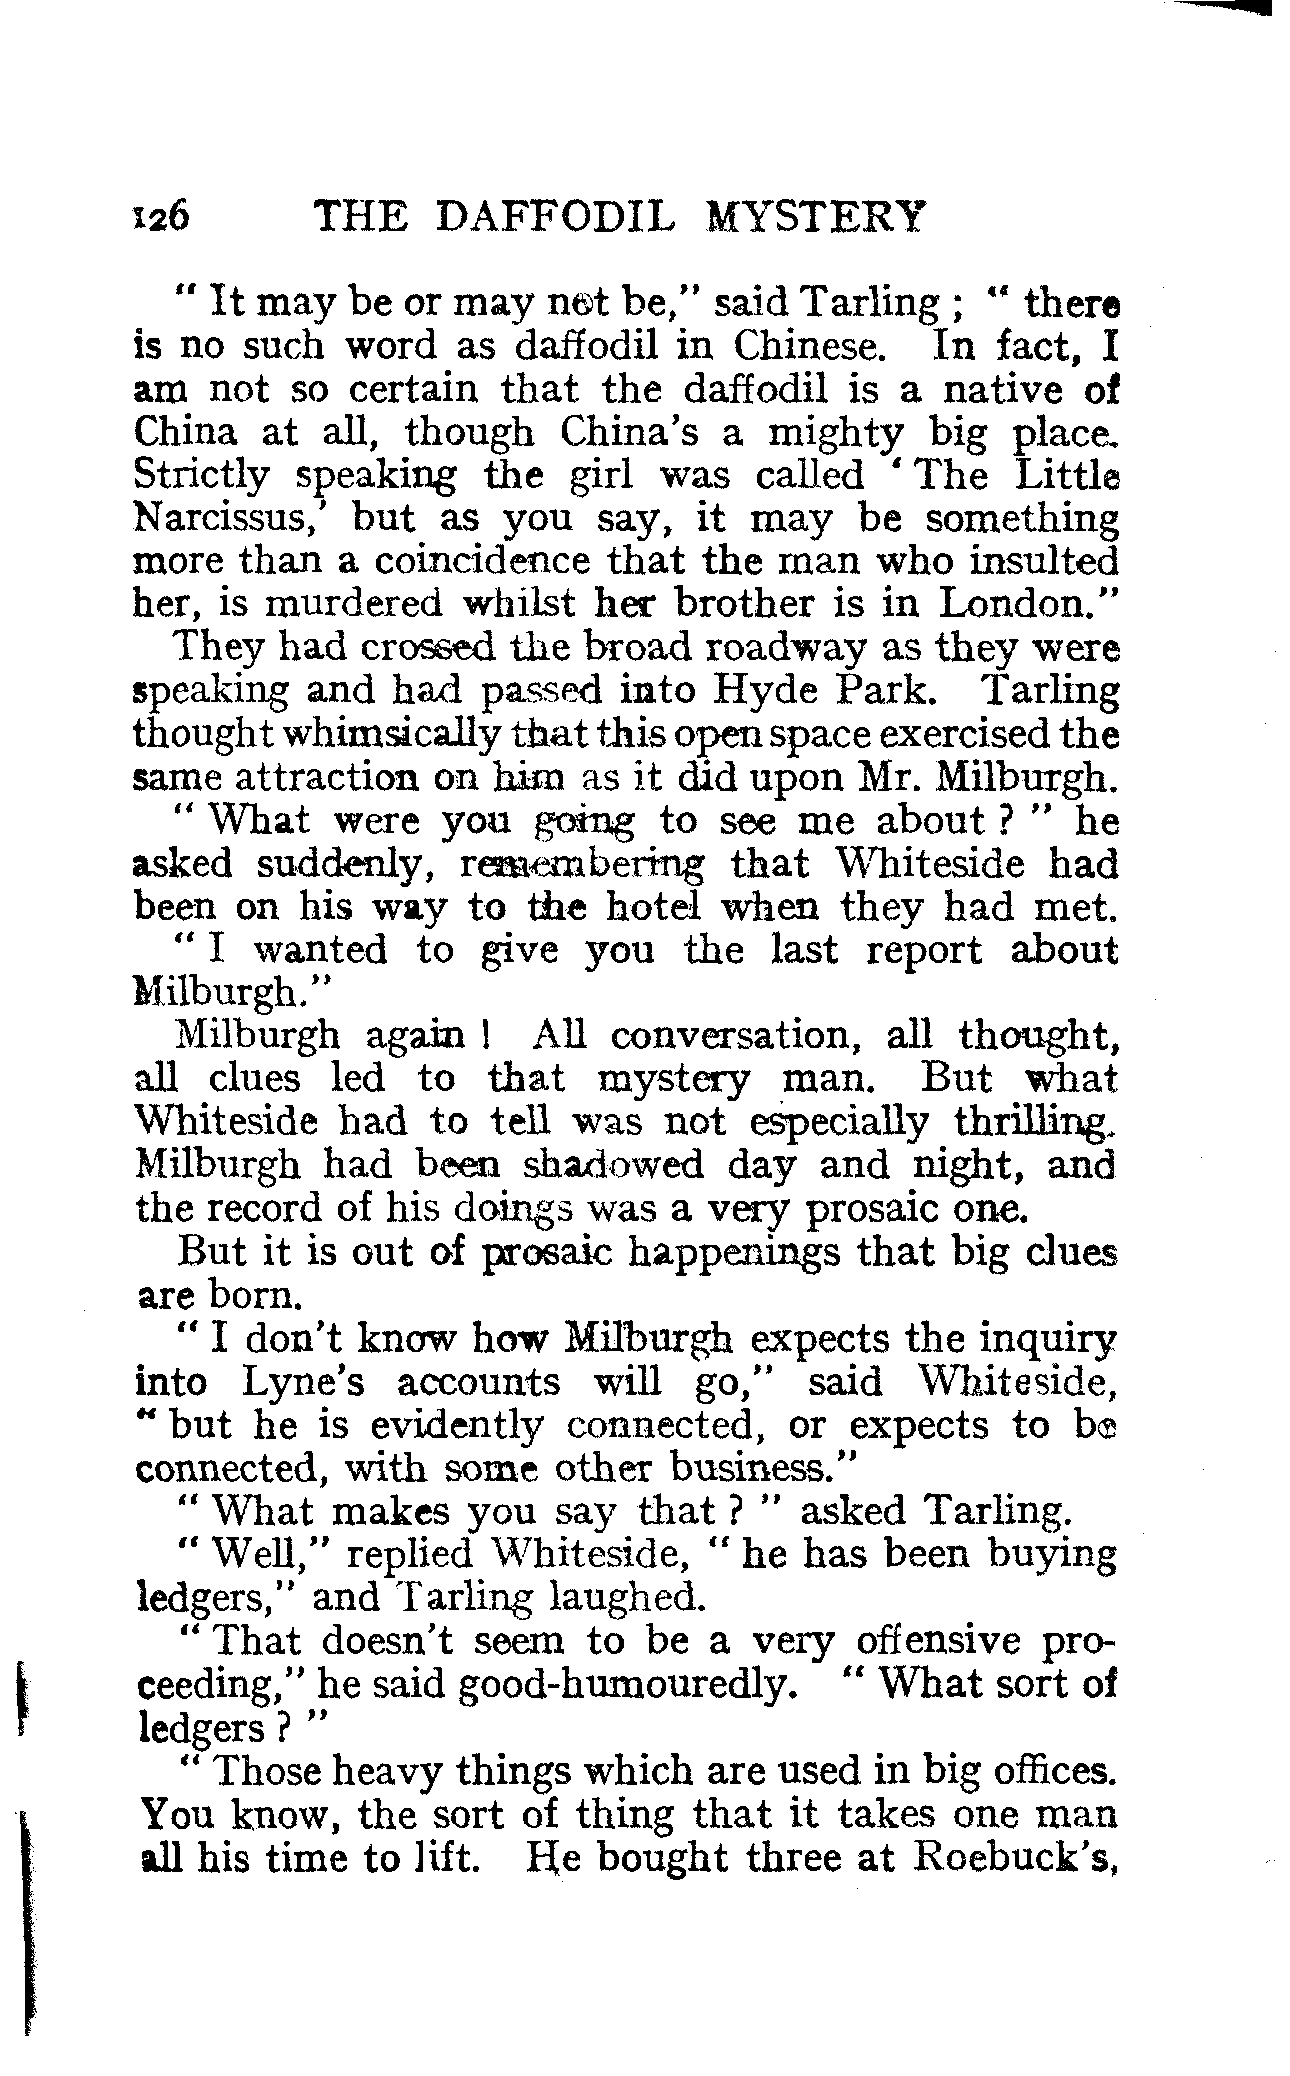 126 THE DAFFODIL MYSTERY
" It may be or may not be," said Tarling ; " there
is no such word as daffodil in Chinese. In fact, I
am not so certain that the daffodil is a native of
China at all, though China's a mighty big place.
Strictly speaking the girl was called ' The Little
Narcissus,' but as you say, it may be something
more than a coincidence that the man who insulted
her, is murdered whilst her brother is in London."
They had crossed the broad roadway as they were
speaking and had passed into Hyde Park. Tarling
thought whimsically that this open space exercised the
same attraction on him as it did upon Mr. Milburgh.
" What were you going to see me about ? " he
asked suddenly, remembering that Whiteside had
been on his way to the hotel when they had met.
" I wanted to give you the last report about
Milburgh."
Milburgh again ! All conversation, all thought,
all clues led to that mystery man. But what
Whiteside had to tell was not especially thrilling.
Milburgh had been shadowed day and night, and
the record of his doings was a very prosaic one.
But it is out of prosaic happenings that big clues
are born.
" I don't know how Milburgh expects the inquiry
into Lyne's accounts will go," said Whiteside,
" but he is evidently connected, or expects to be
connected, with some other business."
" What makes you say that ? " asked Tarling.
" Well," replied Whiteside, " he has been buying
ledgers," and Tarling laughed.
" That doesn't seem to be a very offensive pro-
ceeding," he said good-humouredly. " What sort of
ledgers ? "
" Those heavy things which are used in big offices.
You know, the sort of thing that it takes one man
all his time to lift. He bought three at Roebuck's,